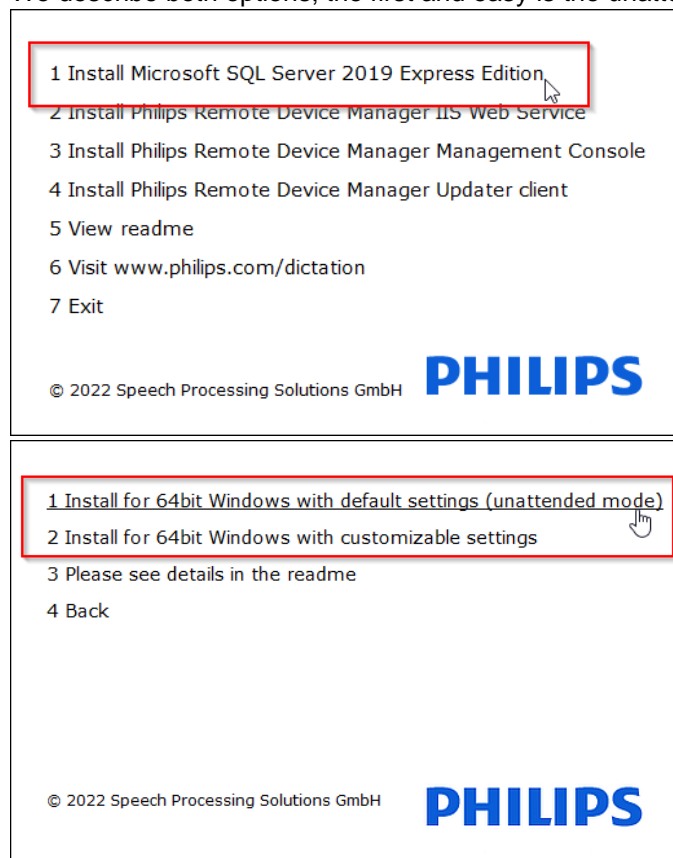 1 Install Microsoft SQL Server 2019 Express Edition
2 Install Philips Remote Device Manager IIS Web Service
3 Install Philips Remote Device Manager Management Console
4 Install Philips Remote Device Manager Updater client
5 View readme
6 Visit www.philips.com/dictation
7 Exit
© 2022 Speech Processing Solutions GmbH PHILIPS
1 Install for 64bit Windows with default settings (unattended mode)
2 Install for 64bit Windows with customizable settings
3 Please see details in the readme
4 Back
© 2022 Speech Processing Solutions GmbH PHILIPS